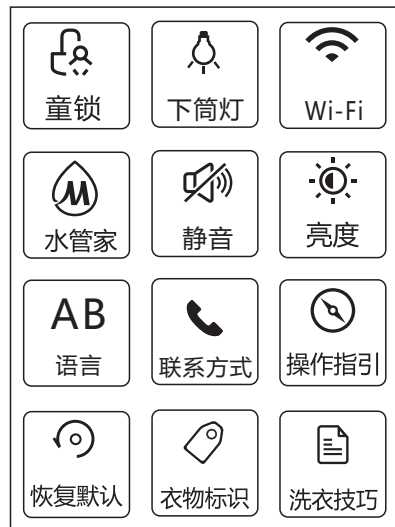 童锁
下筒灯
Wi-Fi
水管家
静音
亮度
AB
语言
联系方式
操作指引
恢复默认
衣物标识
洗衣技巧